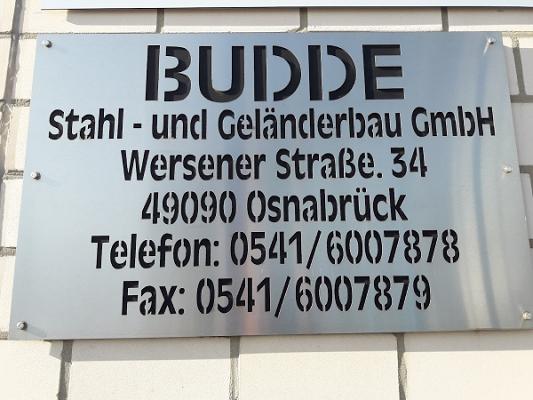 BUDDE
Stahl - und Geländerbau GmbH
Wersener Straße. 34
49090 Osnabrück
Telefon: 0541/6007878
Fax: 0541/6007879